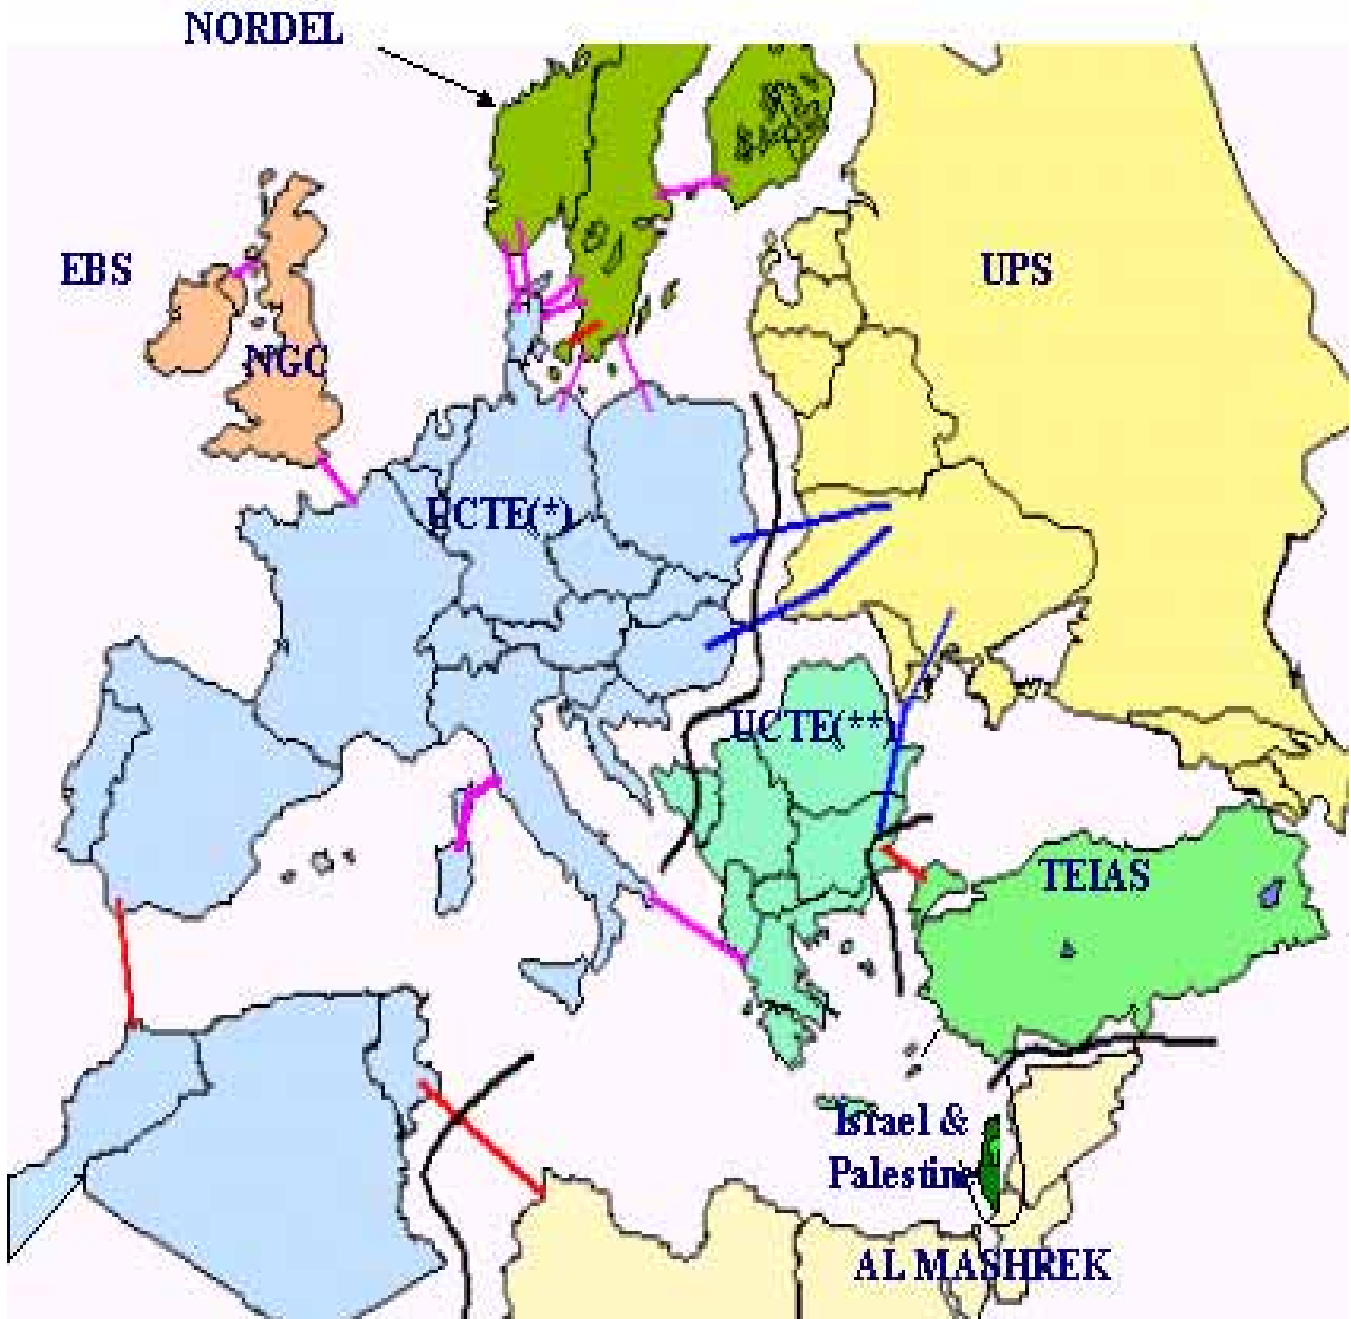 NORDEL
EBS
UPS
NGC
UCTE(*)
UCTE(**)
TEIAS
Israel &
Palestine
AL MASHREK